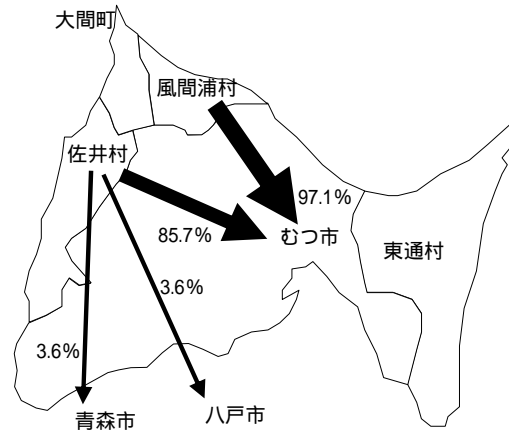 大間町
風間浦村
佐井村
97.1%
85.7%
むつ市
東通村
3.6%
3.6%
青森市
八戸市